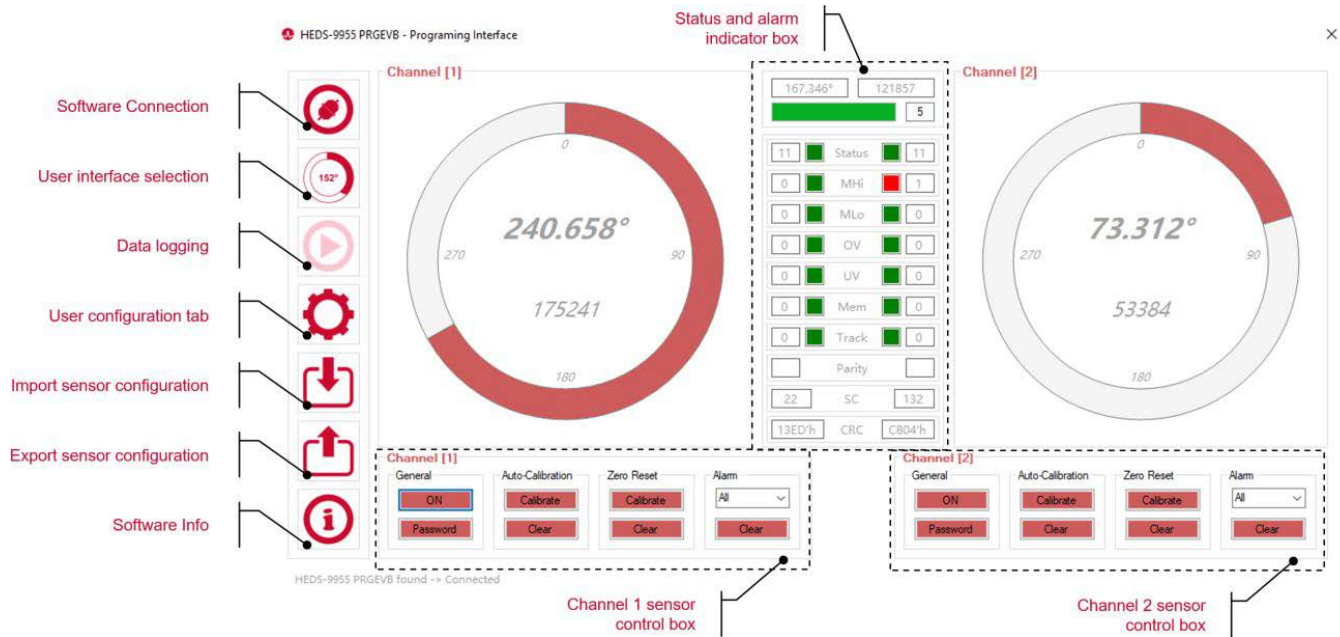 Status and alarm
indicator box
HEDS-9955 PRGEVB - Programing Interface
Software Connection
User interface selection
152°
Data logging
User configuration tab
Import sensor configuration
Export sensor configuration
Software Info
Channel [1]
0
90
180
270
240.658°
175241
167,346° 121857
5
11 Status 11
0 MHi 1
0 MLo 0
0 OV 0
0 UV 0
0 Mem 0
0 Track 0
Parity
22 SC 132
13ED'h CRC C804'h
Channel [2]
0
90
180
270
73.312°
53384
Channel [1]
General Auto-Calibration Zero Reset Alarm
ON Calibrate Calibrate All
Password Clear Clear Clear
Channel [2]
General Auto-Calibration Zero Reset Alarm
ON Calibrate Calibrate All
Password Clear Clear Clear
HEDS-9955 PRGEVB found -> Connected
Channel 1 sensor
control box
Channel 2 sensor
control box